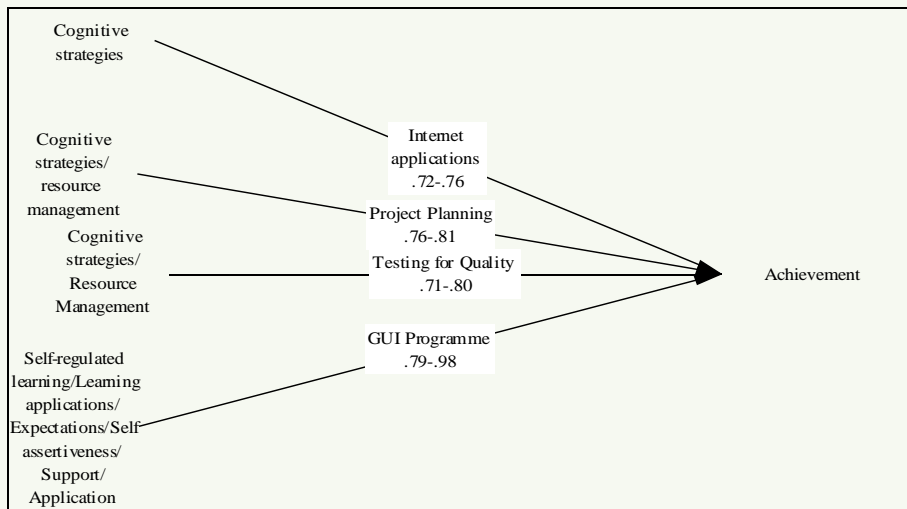 Cognitive
strategies
Cognitive
strategies/
resource
management
Cognitive
strategies/
Resource
Management
Self-regulated
learning/Learning
applications/
Expectations/Self
assertiveness/
Support/
Application
Internet
applications
.72-.76
Project Planning
.76-.81
Testing for Quality
.71-.80
GUI Programme
.79-.98
Achievement